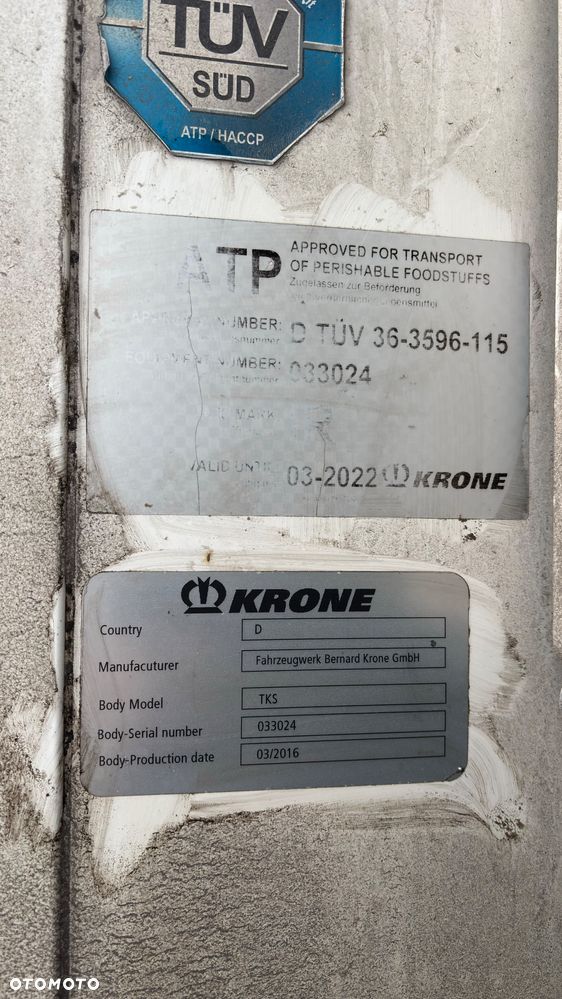 TÜV
SÜD
ATP / HACCP
ATP APPROVED FOR TRANSPORT
OF PERISHABLE FOODSTUFFS
Zugelassen zur Beförderung
NUMBER: D TÜV 36-3596-115
NUMBER: 033024
MARK
VALID UNTIL 03-2022 KRONE
KRONE
Country D
Manufacuturer Fahrzeugwerk Bernard Krone GmbH
Body Model TKS
Body-Serial number 033024
Body-Production date 03/2016
OTOMOTO